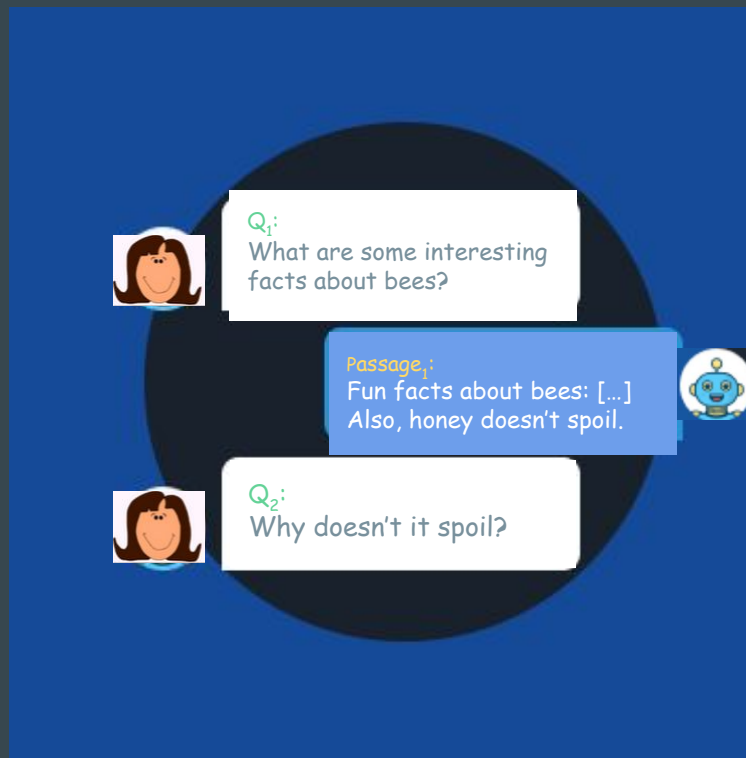 Q₁:
What are some interesting
facts about bees?
Passage₁:
Fun facts about bees: […]
Also, honey doesn’t spoil.
Q₂:
Why doesn’t it spoil?